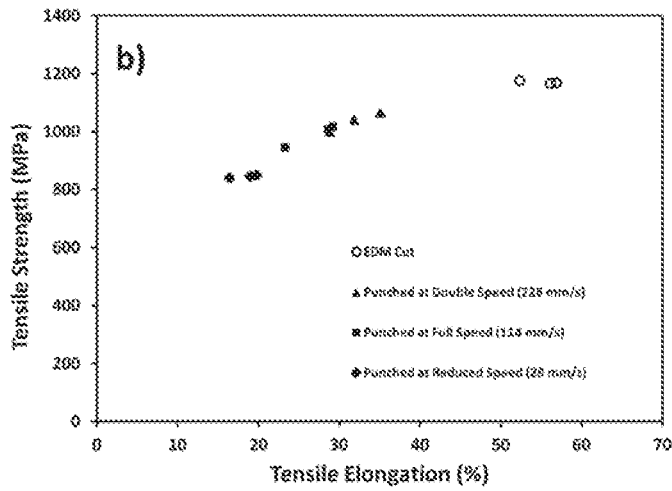 b)
1400
1200
1000
800
600
400
200
0
Tensile Strength (MPa)
EDM Cut
Punched at Double Speed (228 mm/s)
Punched at Full Speed (114 mm/s)
Punched at Reduced Speed (28 mm/s)
0 10 20 30 40 50 60 70
Tensile Elongation (%)